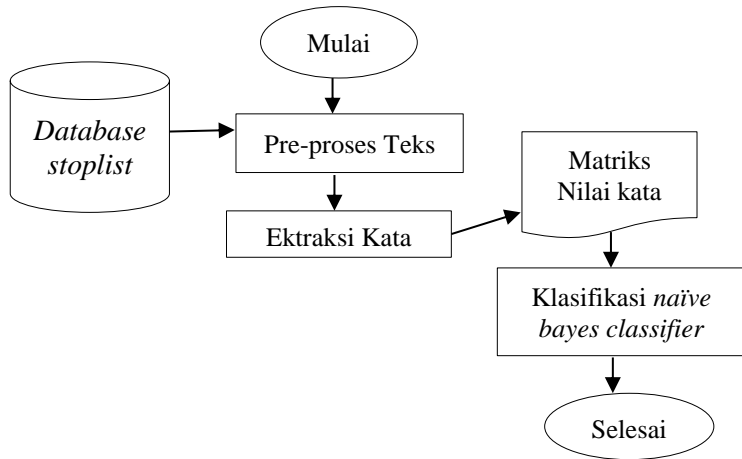 Mulai
Database
stoplist
Pre-proses Teks
Matriks
Nilai kata
Ektraksi Kata
Klasifikasi naïve
bayes classifier
Selesai